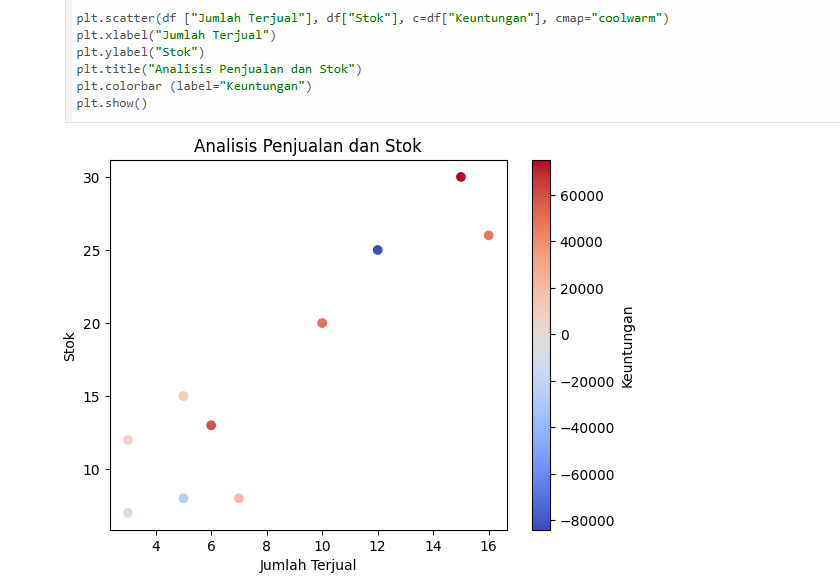 plt.scatter(df ["Jumlah Terjual"], df["Stok"], c=df["Keuntungan"], cmap="coolwarm")
plt.xlabel("Jumlah Terjual")
plt.ylabel("Stok")
plt.title("Analisis Penjualan dan Stok")
plt.colorbar (label="Keuntungan")
plt.show()
Analisis Penjualan dan Stok
30
25
20
15
10
Stok
4 6 8 10 12 14 16
Jumlah Terjual
60000
40000
20000
0
−20000
−40000
−60000
−80000
Keuntungan